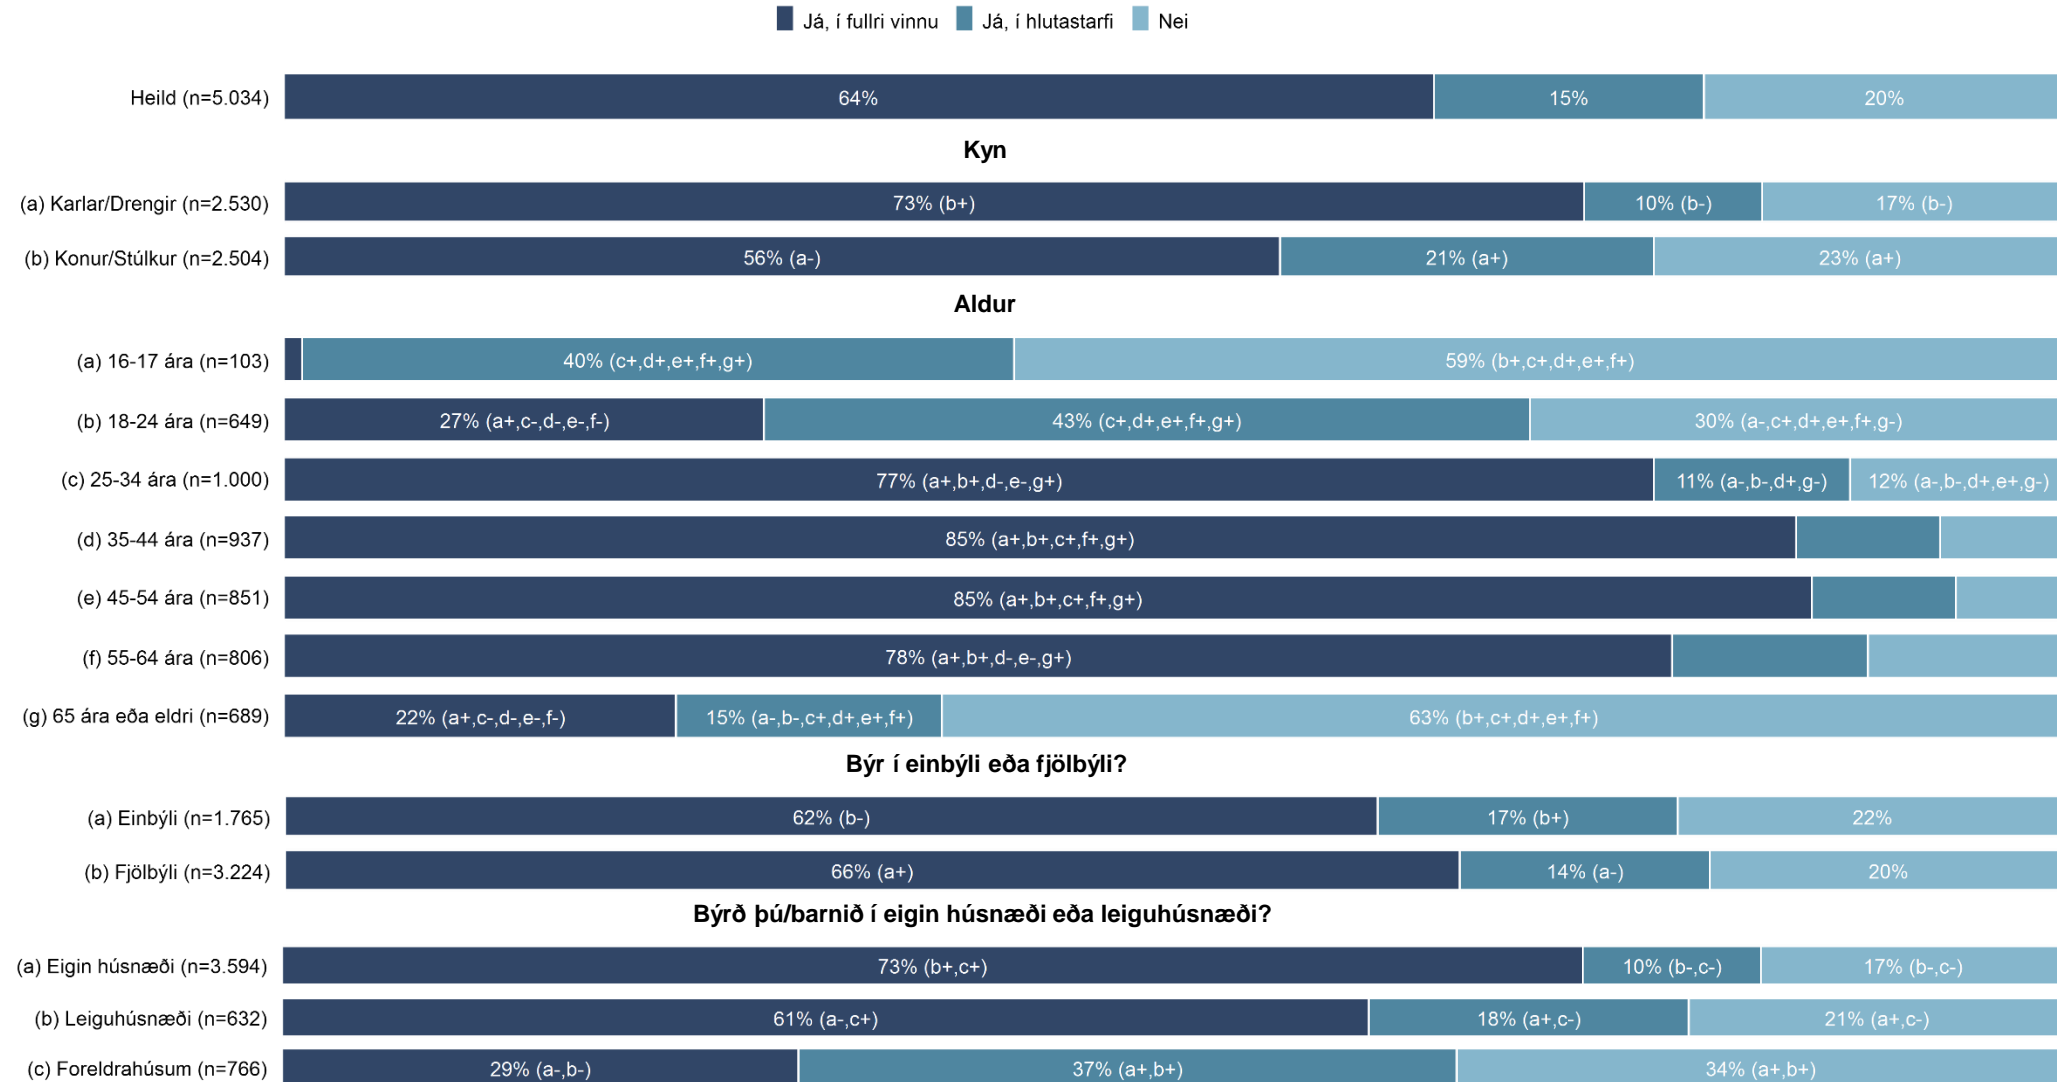 Já, í fullri vinnu Já, í hlutastarfi Nei
Heild (n=5.034) 64% 15% 20%
Kyn
(a) Karlar/Drengir (n=2.530) 73% (b+) 10% (b-) 17% (b-)
(b) Konur/Stúlkur (n=2.504) 56% (a-) 21% (a+) 23% (a+)
Aldur
(a) 16-17 ára (n=103) 40% (c+,d+,e+,f+,g+) 59% (b+,c+,d+,e+,f+)
(b) 18-24 ára (n=649) 27% (a+,c-,d-,e-,f-) 43% (c+,d+,e+,f+,g+) 30% (a-,c+,d+,e+,f+,g-)
(c) 25-34 ára (n=1.000) 77% (a+,b+,d-,e-,g+) 11% (a-,b-,d+,g-) 12% (a-,b-,d+,e+,g-)
(d) 35-44 ára (n=937) 85% (a+,b+,c+,f+,g+)
(e) 45-54 ára (n=851) 85% (a+,b+,c+,f+,g+)
(f) 55-64 ára (n=806) 78% (a+,b+,d-,e-,g+)
(g) 65 ára eða eldri (n=689) 22% (a+,c-,d-,e-,f-) 15% (a-,b-,c+,d+,e+,f+) 63% (b+,c+,d+,e+,f+)
Býr í einbýli eða fjölbýli?
(a) Einbýli (n=1.765) 62% (b-) 17% (b+) 22%
(b) Fjölbýli (n=3.224) 66% (a+) 14% (a-) 20%
Býrð þú/barnið í eigin húsnæði eða leiguhúsnæði?
(a) Eigin húsnæði (n=3.594) 73% (b+,c+) 10% (b-,c-) 17% (b-,c-)
(b) Leiguhúsnæði (n=632) 61% (a-,c+) 18% (a+,c-) 21% (a+,c-)
(c) Foreldrahúsum (n=766) 29% (a-,b-) 37% (a+,b+) 34% (a+,b+)